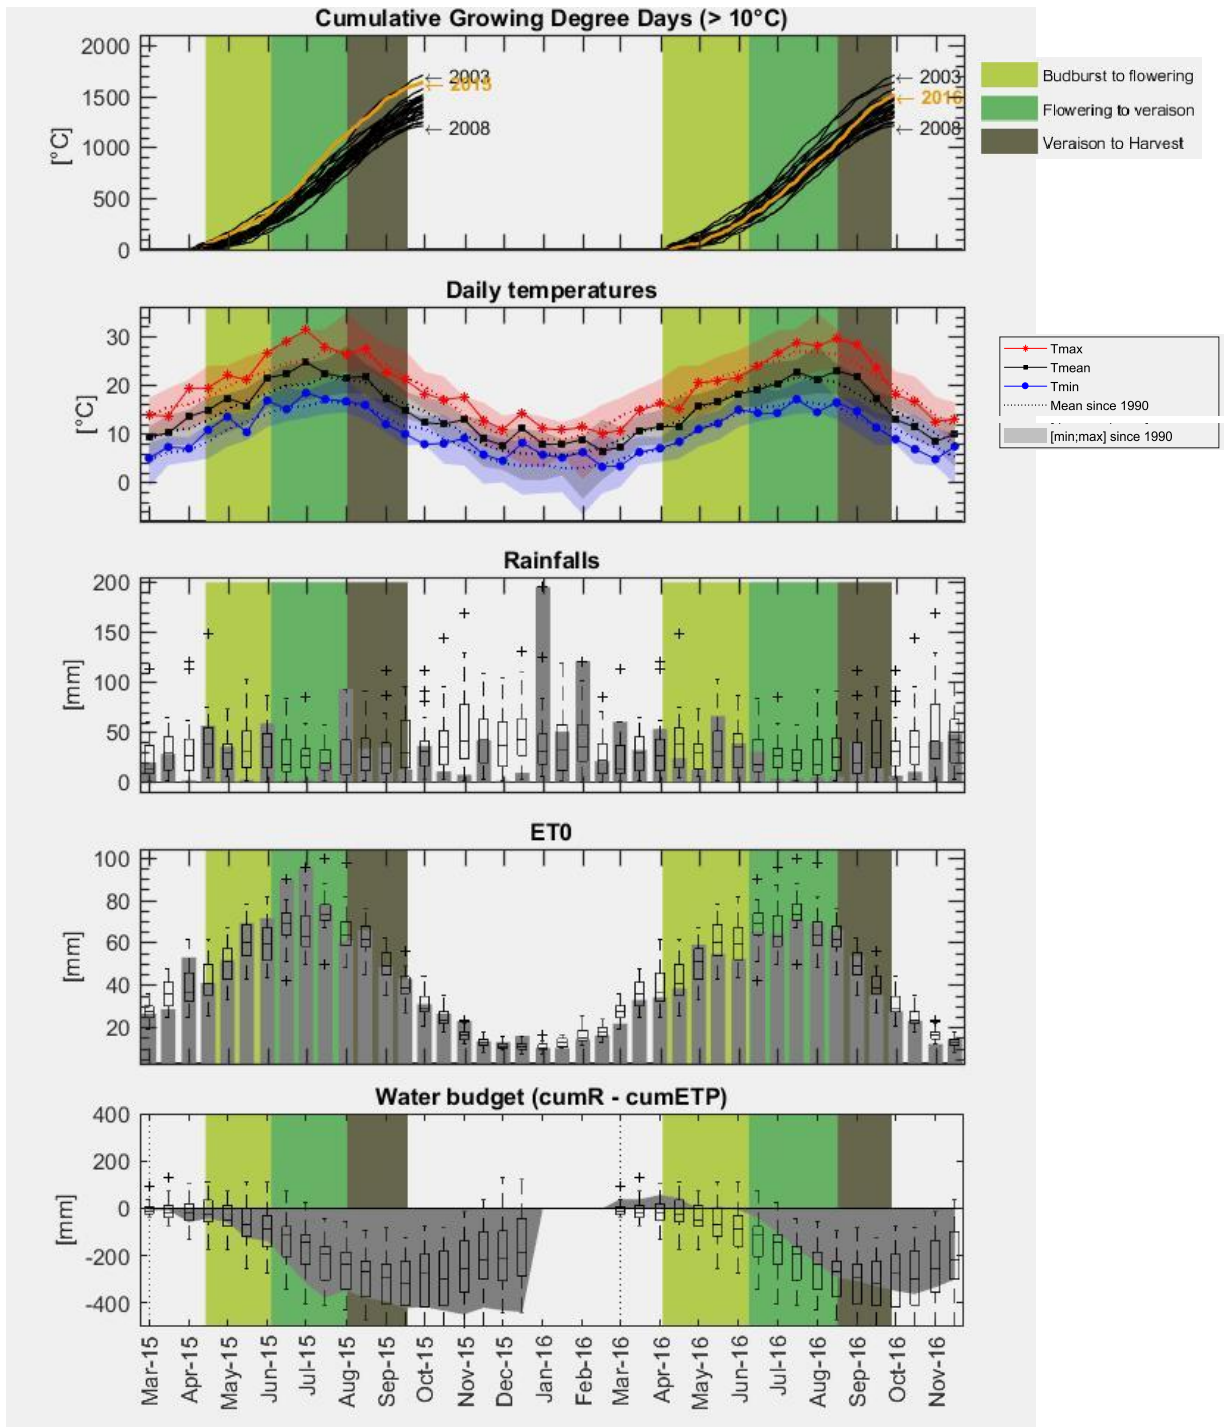 Cumulative Growing Degree Days (> 10°C)
2000
1500
1000
500
0
[°C]
← 2003
← 2015
← 2008
← 2003
← 2016
← 2008
Budburst to flowering
Flowering to veraison
Veraison to Harvest
Daily temperatures
30
20
10
0
[°C]
Tmax
Tmean
Tmin
Mean since 1990
[min;max] since 1990
Rainfalls
200
150
100
50
0
[mm]
ET0
100
80
60
40
20
[mm]
Water budget (cumR - cumETP)
400
200
0
-200
-400
[mm]
Mar-15
Apr-15
May-15
Jun-15
Jul-15
Aug-15
Sep-15
Oct-15
Nov-15
Dec-15
Jan-16
Feb-16
Mar-16
Apr-16
May-16
Jun-16
Jul-16
Aug-16
Sep-16
Oct-16
Nov-16